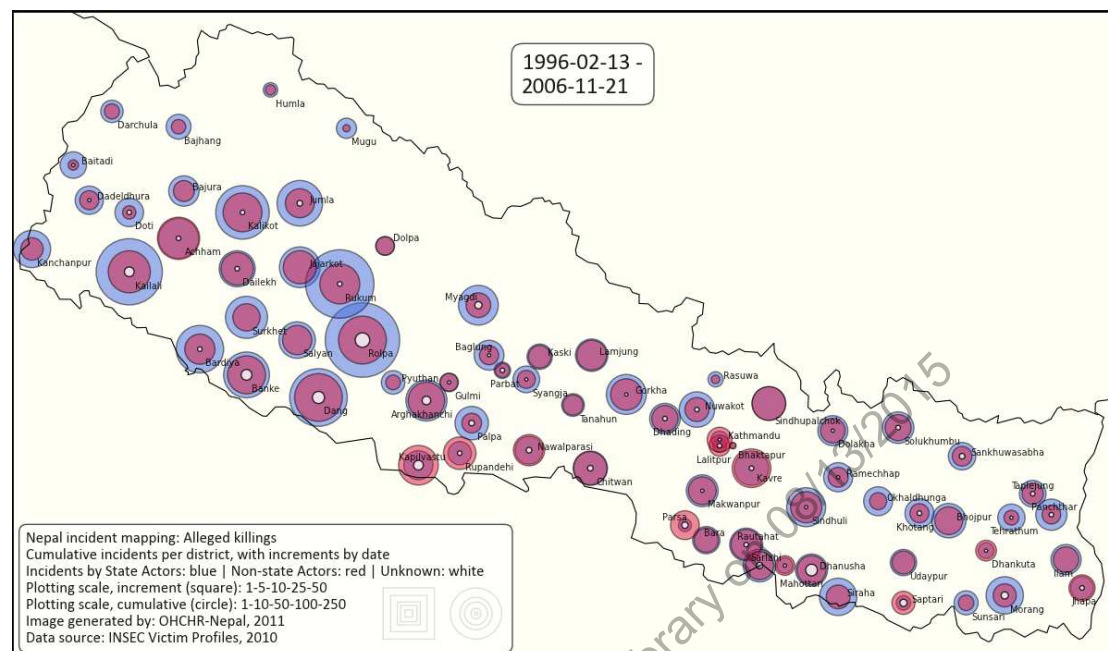 1996-02-13 -
2006-11-21
Humla
Darchula
Bajhang
Mugu
Baitadi
Dadeldhura
Bajura
Jumla
Doti
Kalikot
Achham
Dolpa
Kanchanpur
Kailali
Dailekh
Jajarkot
Rukum
Myagdi
Surkhet
Salyan
Rolpa
Bardiya
Baglung
Kaski
Lamjung
Banke
Pyuthan
Parbat
Syangja
Rasuwa
Gulmi
Gorkha
Dang
Arghakhanchi
Tanahun
Nuwakot
Sindhupalchok
Palpa
Dhading
Kathmandu
Dolakha
Solukhumbu
Nawalparasi
Lalitpur
Bhaktapur
Sankhuwasabha
Kapilvastu
Rupandehi
Chitwan
Kavre
Ramechhap
Taplejung
Makwanpur
Okhaldhunga
Panchthar
Parsa
Sindhuli
Khotang
Bhojpur
Tehrathum
Bara
Rautahat
Sarlahi
Dhanusha
Udaypur
Dhankuta
Ilam
Mahottari
Siraha
Saptari
Sunsari
Morang
Jhapa
Nepal incident mapping: Alleged killings
Cumulative incidents per district, with increments by date
Incidents by State Actors: blue | Non-state Actors: red | Unknown: white
Plotting scale, increment (square): 1-5-10-25-50
Plotting scale, cumulative (circle): 1-10-50-100-250
Image generated by: OHCHR-Nepal, 2011
Data source: INSEC Victim Profiles, 2010
08/13/2015